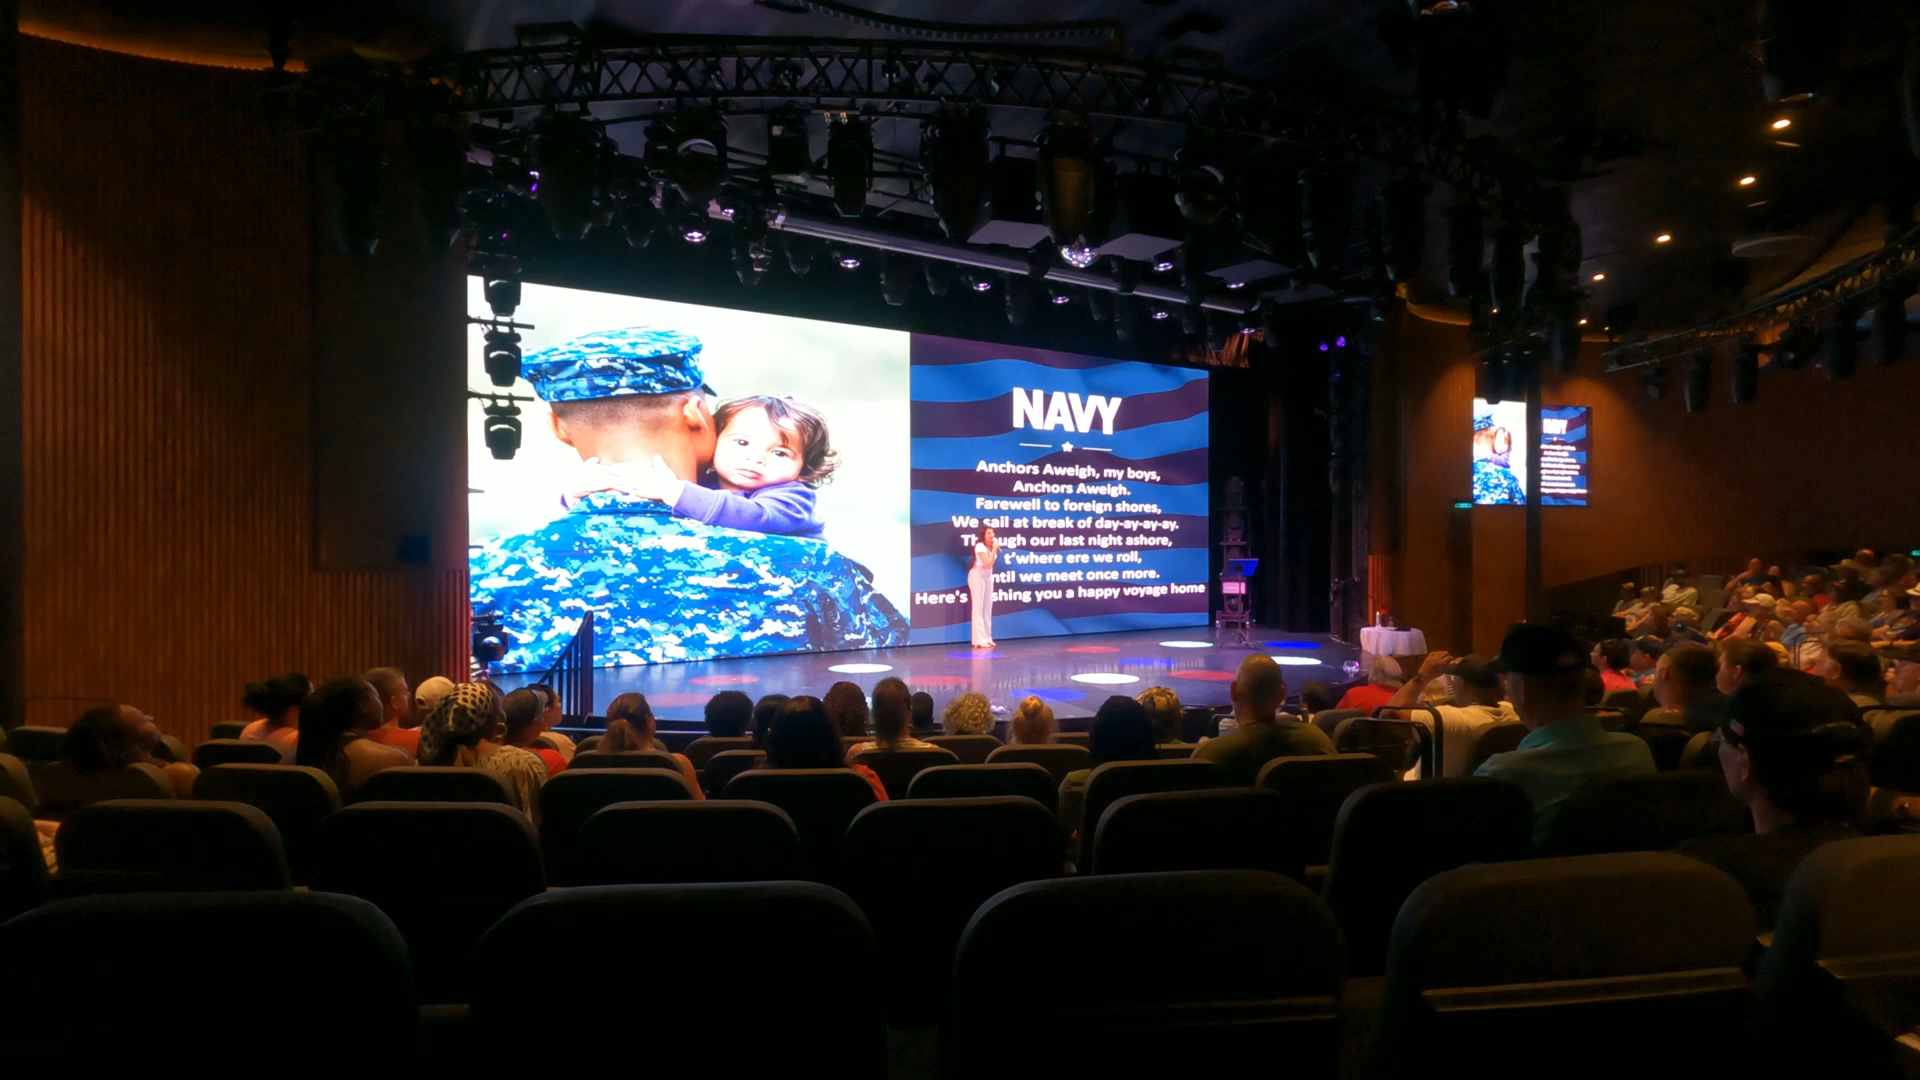 NAVY
Anchors Aweigh, my boys,
Anchors Aweigh.
Farewell to foreign shores,
We sail at break of day-ay-ay-ay.
Through our last night ashore,
t'where ere we roll,
ntil we meet once more.
Here's shing you a happy voyage home
NAVY